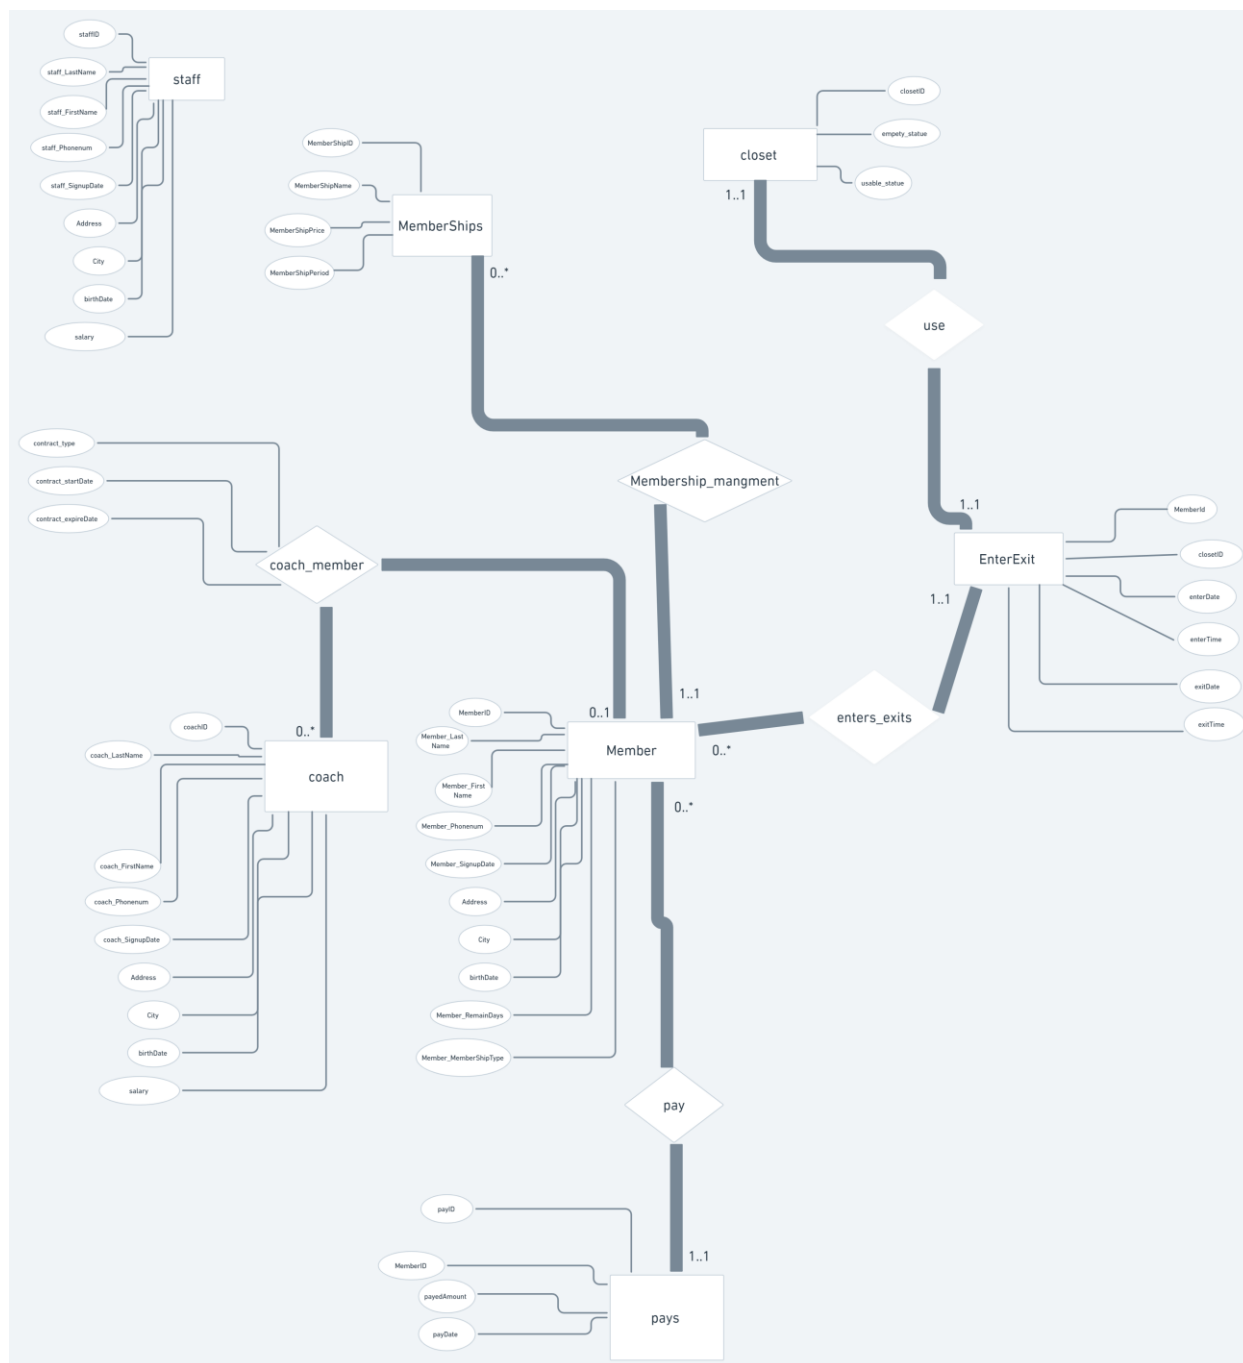 staffID
staff_LastName
staff
staff_FirstName
staff_Phonenum
staff_SignupDate
Address
City
birthDate
salary
MemberShipID
MemberShipName
MemberShipPrice
MemberShipPeriod
MemberShips
0..*
closetID
closet
empety_statue
usable_statue
1..1
use
1..1
contract_type
contract_startDate
contract_expireDate
coach_member
Membership_mangment
EnterExit
MemberId
closetID
enterDate
enterTime
exitDate
exitTime
1..1
enters_exits
0..*
coachID
coach_LastName
coach
0..*
coach_FirstName
coach_Phonenum
coach_SignupDate
Address
City
birthDate
salary
0..1
1..1
MemberID
Member_Last
Name
Member
Member_First
Name
Member_Phonenum
Member_SignupDate
Address
City
birthDate
Member_RemainDays
Member_MemberShipType
0..*
pay
1..1
payID
MemberID
payedAmount
payDate
pays